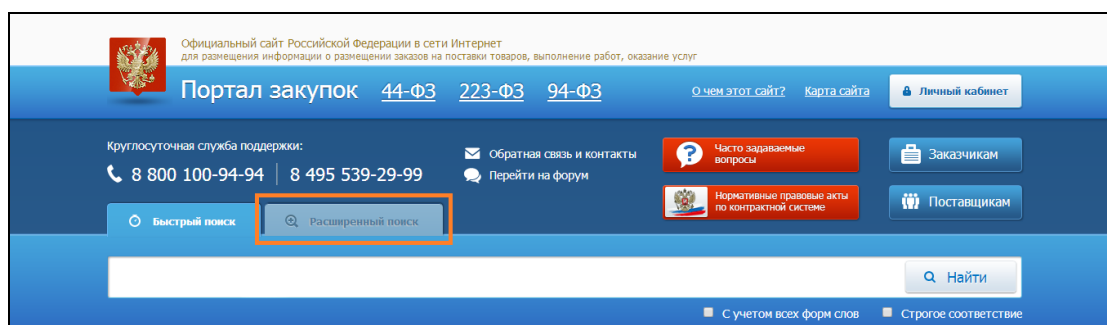 Официальный сайт Российской Федерации в сети Интернет
для размещения информации о размещении заказов на поставки товаров, выполнение работ, оказание услуг
Портал закупок 44-ФЗ 223-ФЗ 94-ФЗ О чем этот сайт? Карта сайта Личный кабинет
Круглосуточная служба поддержки:
8 800 100-94-94 8 495 539-29-99
Обратная связь и контакты
Перейти на форум
Часто задаваемые
вопросы
Заказчикам
Нормативные правовые акты
по контрактной системе
Поставщикам
Быстрый поиск Расширенный поиск
Найти
С учетом всех форм слов Строгое соответствие